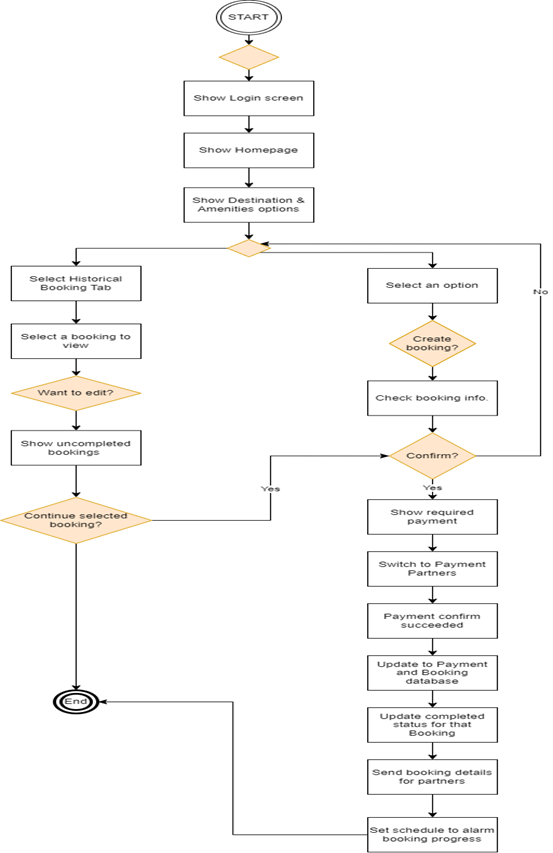 START
Show Login screen
Show Homepage
Show Destination &
Amenities options
Select Historical
Booking Tab
Select a booking to
view
Want to edit?
Show uncompleted
bookings
Continue selected
booking?
Yes
End
Select an option
No
Create
booking?
Check booking info.
Confirm?
Yes
Show required
payment
Switch to Payment
Partners
Payment confirm
succeeded
Update to Payment
and Booking
database
Update completed
status for that
Booking
Send booking details
for partners
Set schedule to alarm
booking progress